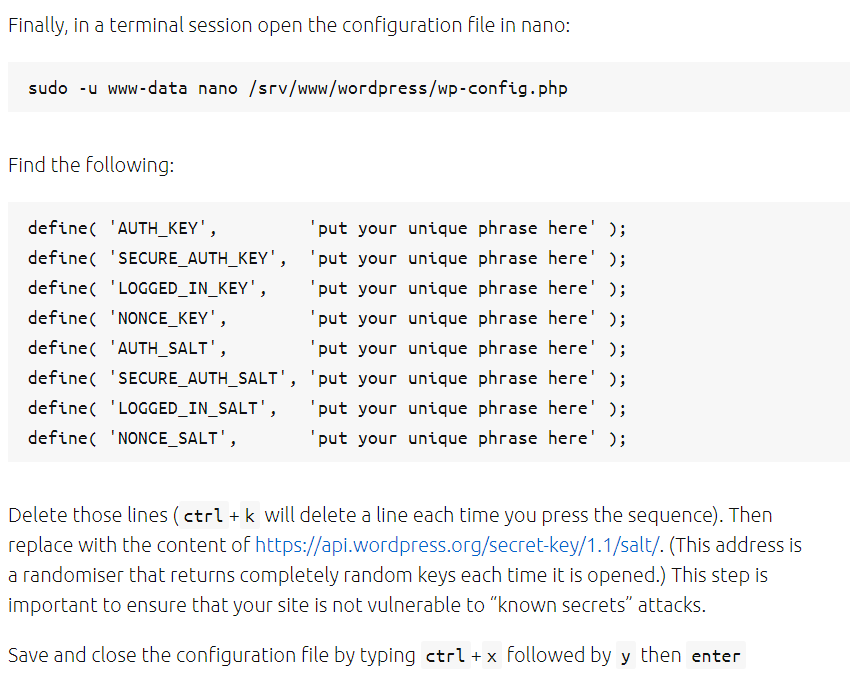 Finally, in a terminal session open the configuration file in nano:
sudo -u www-data nano /srv/www/wordpress/wp-config.php
Find the following:
define( 'AUTH_KEY',         'put your unique phrase here' );
define( 'SECURE_AUTH_KEY',  'put your unique phrase here' );
define( 'LOGGED_IN_KEY',    'put your unique phrase here' );
define( 'NONCE_KEY',        'put your unique phrase here' );
define( 'AUTH_SALT',        'put your unique phrase here' );
define( 'SECURE_AUTH_SALT', 'put your unique phrase here' );
define( 'LOGGED_IN_SALT',   'put your unique phrase here' );
define( 'NONCE_SALT',       'put your unique phrase here' );
Delete those lines (ctrl+k will delete a line each time you press the sequence). Then
replace with the content of https://api.wordpress.org/secret-key/1.1/salt/. (This address is
a randomiser that returns completely random keys each time it is opened.) This step is
important to ensure that your site is not vulnerable to “known secrets” attacks.
Save and close the configuration file by typing ctrl+x followed by y then enter